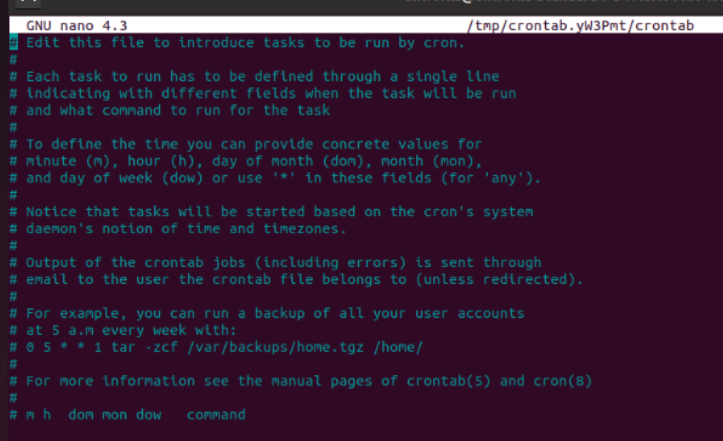 GNU nano 4.3 /tmp/crontab.yW3Pmt/crontab
# Edit this file to introduce tasks to be run by cron.
#
# Each task to run has to be defined through a single line
# indicating with different fields when the task will be run
# and what command to run for the task
#
# To define the time you can provide concrete values for
# minute (m), hour (h), day of month (dom), month (mon),
# and day of week (dow) or use '*' in these fields (for 'any').
#
# Notice that tasks will be started based on the cron's system
# daemon's notion of time and timezones.
#
# Output of the crontab jobs (including errors) is sent through
# email to the user the crontab file belongs to (unless redirected).
#
# For example, you can run a backup of all your user accounts
# at 5 a.m every week with:
# 0 5 * * 1 tar -zcf /var/backups/home.tgz /home/
#
# For more information see the manual pages of crontab(5) and cron(8)
#
# m h  dom mon dow   command